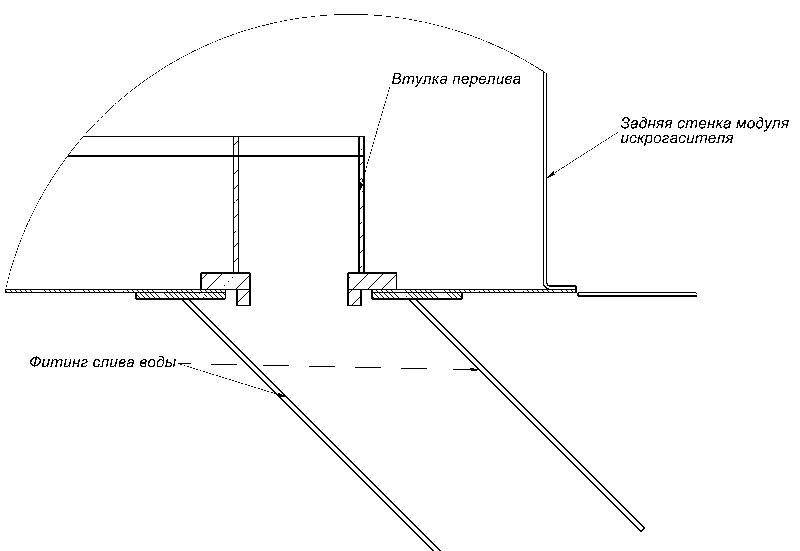 Втулка перелива
Задняя стенка модуля
искрогасителя
Фитинг слива воды